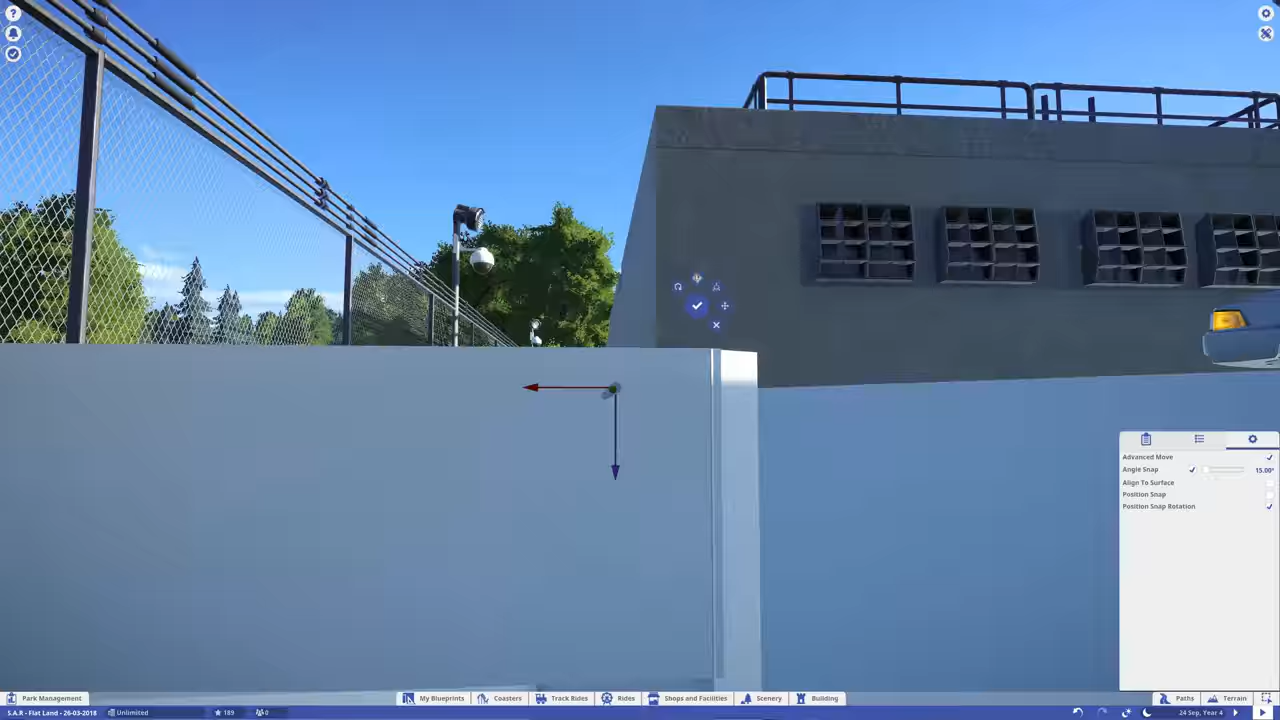 ?
Advanced Move
Angle Snap 15.00°
Align To Surface
Position Snap
Position Snap Rotation
Park Management
My Blueprints Coasters Track Rides Rides Shops and Facilities Scenery Building
Paths Terrain
S.A.R - Flat Land - 26-03-2018 Unlimited 189 0 24 Sep, Year 4